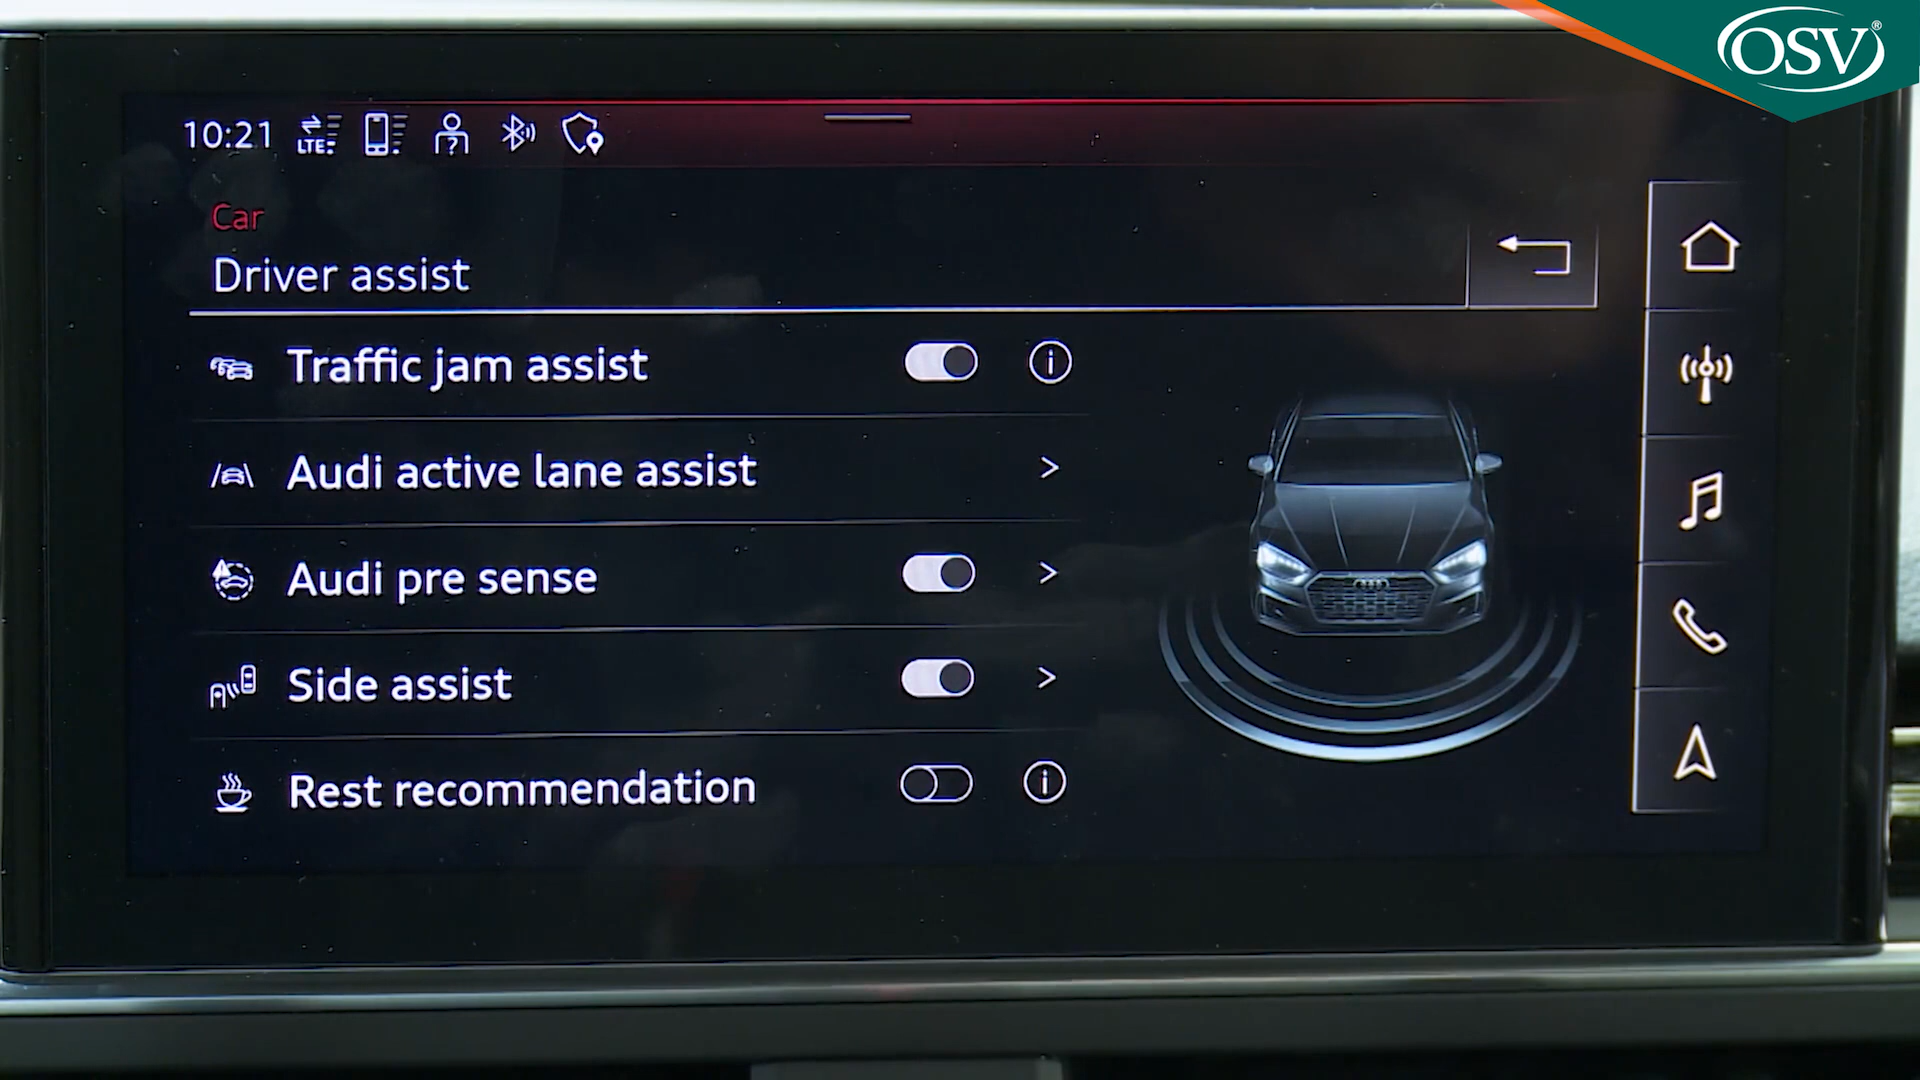 OSV®
10:21 LTE
Car
Driver assist
Traffic jam assist
Audi active lane assist >
Audi pre sense >
Side assist >
Rest recommendation